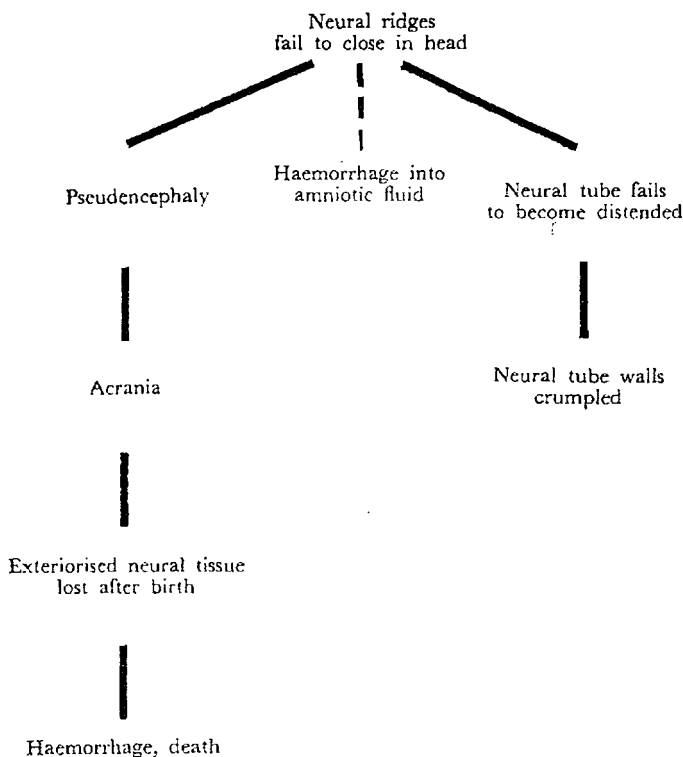 Neural ridges
fail to close in head
Pseudencephaly
Haemorrhage into
amniotic fluid
Neural tube fails
to become distended
Acrania
Neural tube walls
crumpled
Exteriorised neural tissue
lost after birth
Haemorrhage, death